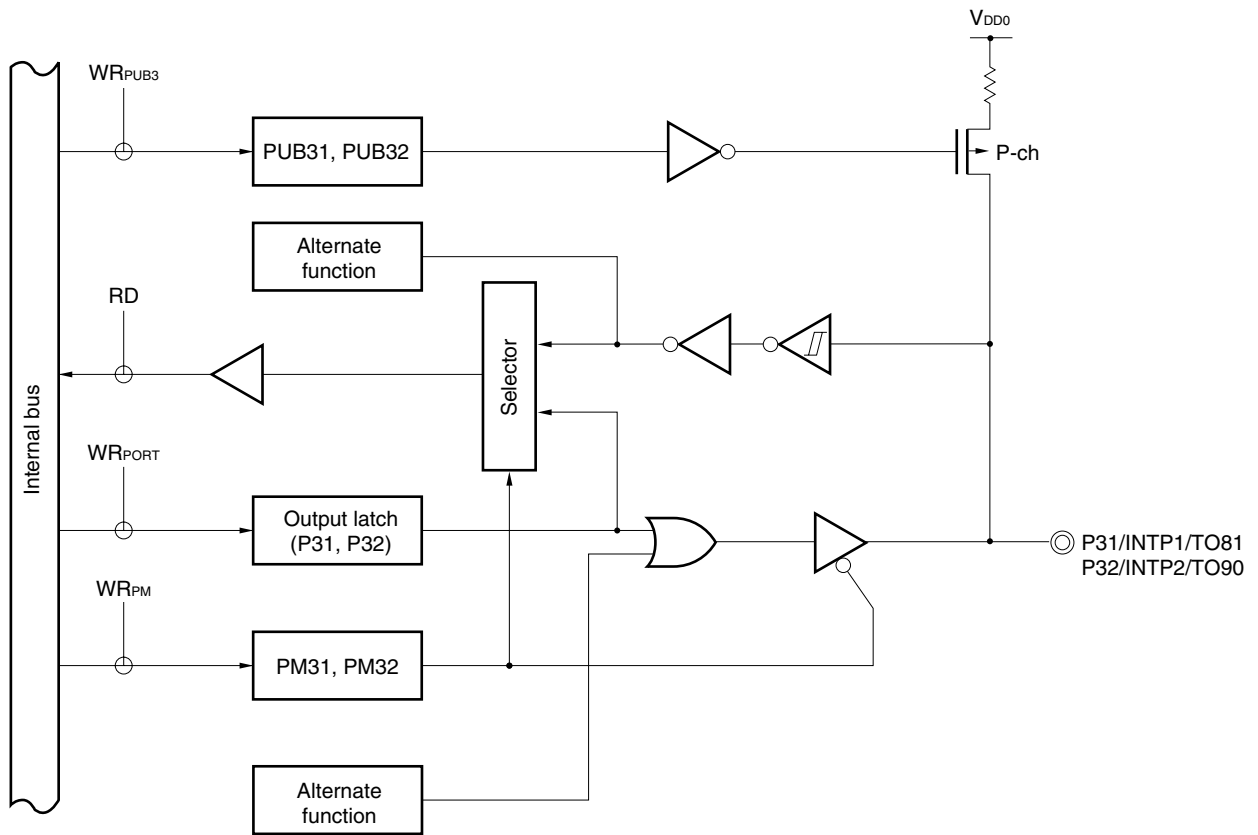 VDD0
WRPUB3
PUB31, PUB32
P-ch
Alternate
function
RD
Selector
Internal bus
WRPORT
Output latch
(P31, P32)
P31/INTP1/TO81
P32/INTP2/TO90
WRPM
PM31, PM32
Alternate
function